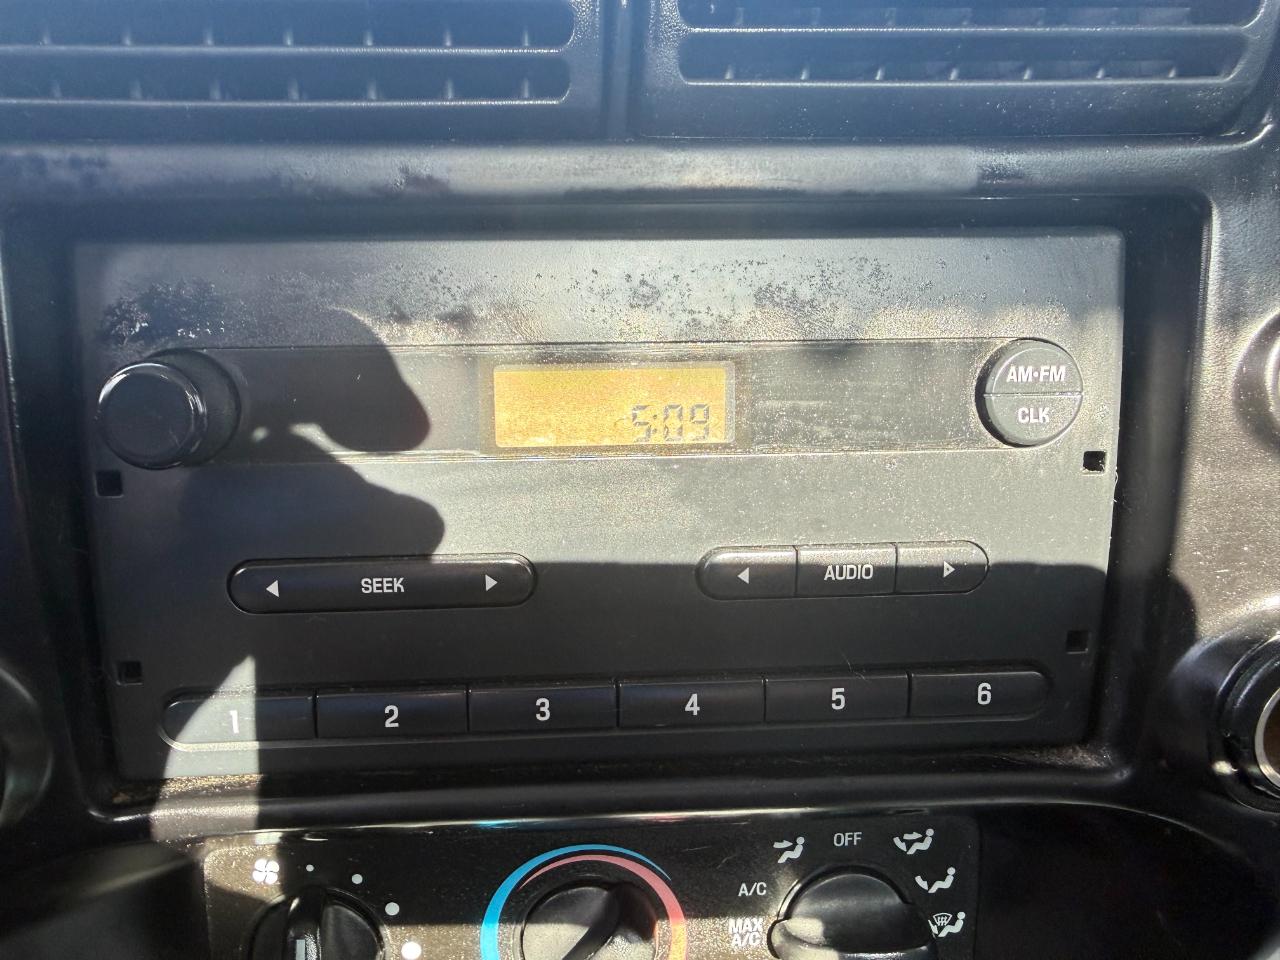 5:09
AM•FM
CLK
SEEK
AUDIO
1 2 3 4 5 6
OFF
A/C
MAX
A/C